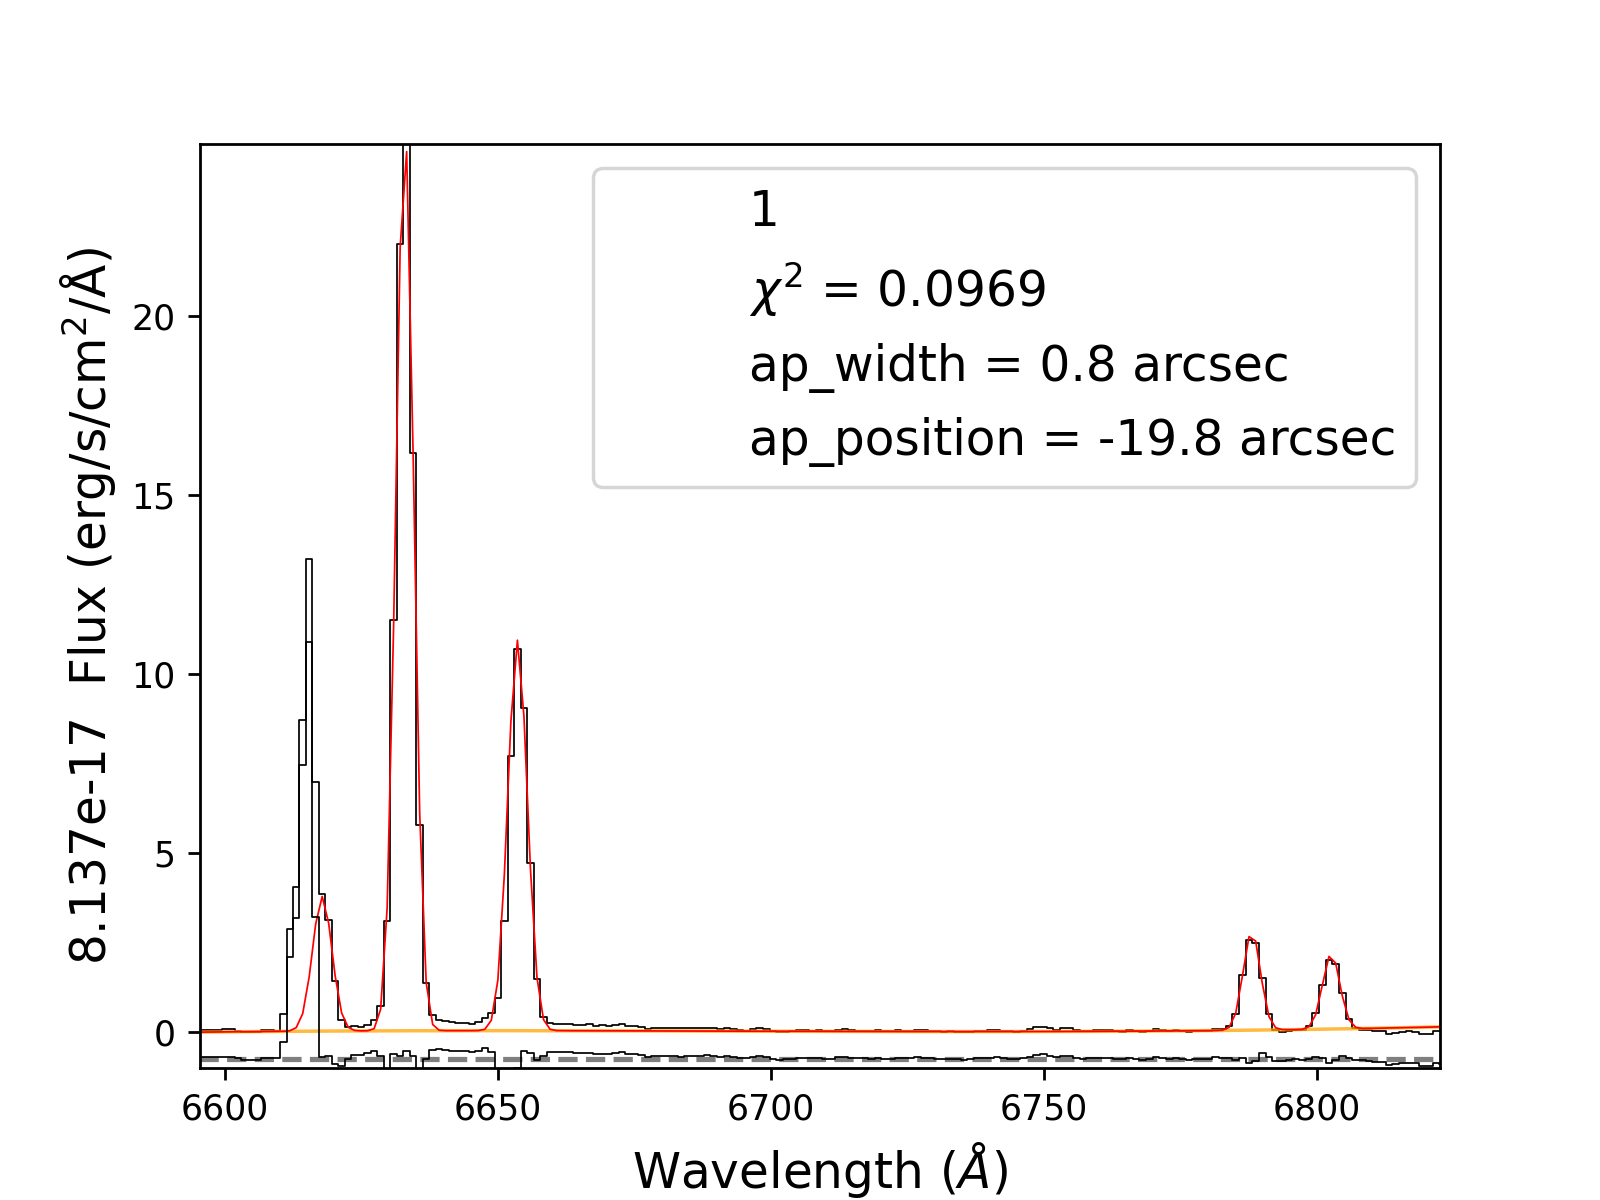 1
χ² = 0.0969
ap_width = 0.8 arcsec
ap_position = -19.8 arcsec
8.137e-17 Flux (erg/s/cm²/Å)
20
15
10
5
0
6600 6650 6700 6750 6800
Wavelength (Å)